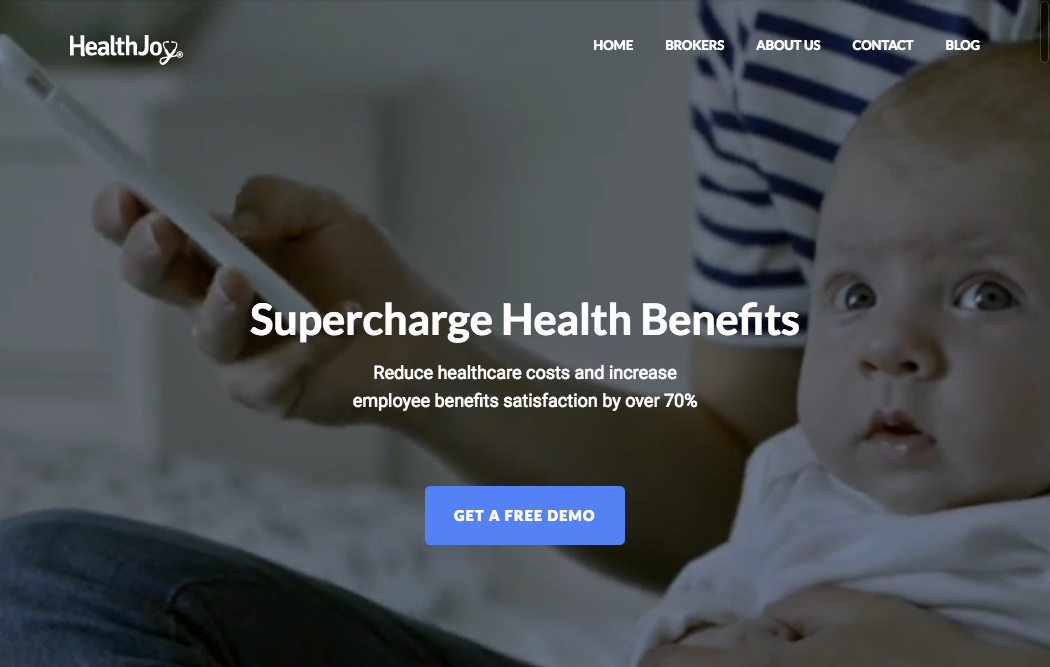 HealthJoy
HOME BROKERS ABOUT US CONTACT BLOG
Supercharge Health Benefits
Reduce healthcare costs and increase
employee benefits satisfaction by over 70%
GET A FREE DEMO